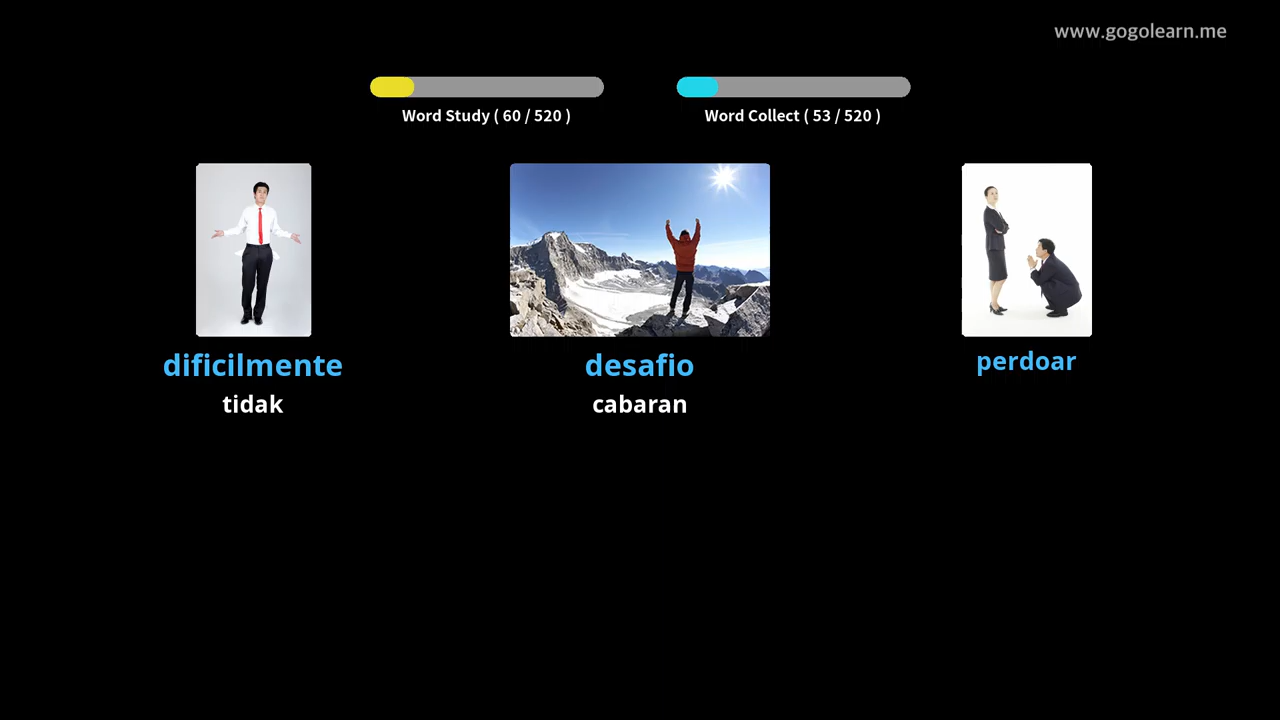 www.gogolearn.me
Word Study ( 60 / 520 )
Word Collect ( 53 / 520 )
dificilmente
tidak
desafio
cabaran
perdoar